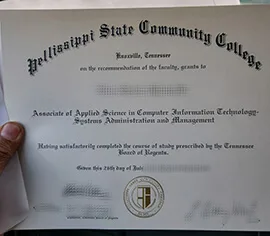 Pellissippi State Community College
Knoxville, Tennessee
on the recommendation of the faculty, grants to
Associate of Applied Science in Computer Information Technology-
Systems Administration and Management
Having satisfactorily completed the course of study prescribed by the Tennessee
Board of Regents.
Given this 28th day of